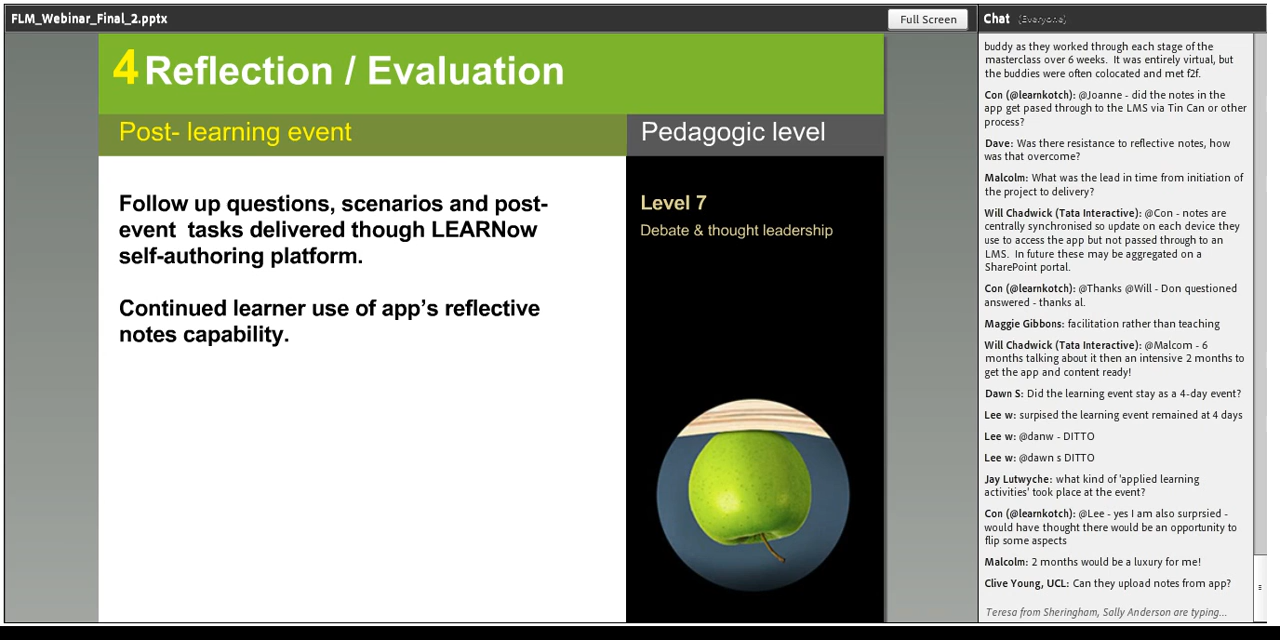 FLM_Webinar_Final_2.pptx
Full Screen
4 Reflection / Evaluation
Post- learning event
Pedagogic level
Follow up questions, scenarios and post-
event  tasks delivered though LEARNow
self-authoring platform.
Continued learner use of app's reflective
notes capability.
Level 7
Debate & thought leadership
Chat (Everyone)
buddy as they worked through each stage of the
masterclass over 6 weeks.  It was entirely virtual, but
the buddies were often colocated and met f2f.
Con (@learnkotch): @Joanne - did the notes in the
app get pased through to the LMS via Tin Can or other
process?
Dave: Was there resistance to reflective notes, how
was that overcome?
Malcolm: What was the lead in time from initiation of
the project to delivery?
Will Chadwick (Tata Interactive): @Con - notes are
centrally synchronised so update on each device they
use to access the app but not passed through to an
LMS.  In future these may be aggregated on a
SharePoint portal.
Con (@learnkotch): @Thanks @Will - Don questioned
answered - thanks al.
Maggie Gibbons: facilitation rather than teaching
Will Chadwick (Tata Interactive): @Malcom - 6
months talking about it then an intensive 2 months to
get the app and content ready!
Dawn S: Did the learning event stay as a 4-day event?
Lee w: surpised the learning event remained at 4 days
Lee w: @danw - DITTO
Lee w: @dawn s DITTO
Jay Lutwyche: what kind of 'applied learning
activities' took place at the event?
Con (@learnkotch): @Lee - yes I am also surprsied -
would have thought there would be an opportunity to
flip some aspects
Malcolm: 2 months would be a luxury for me!
Clive Young, UCL: Can they upload notes from app?
Teresa from Sheringham, Sally Anderson are typing...